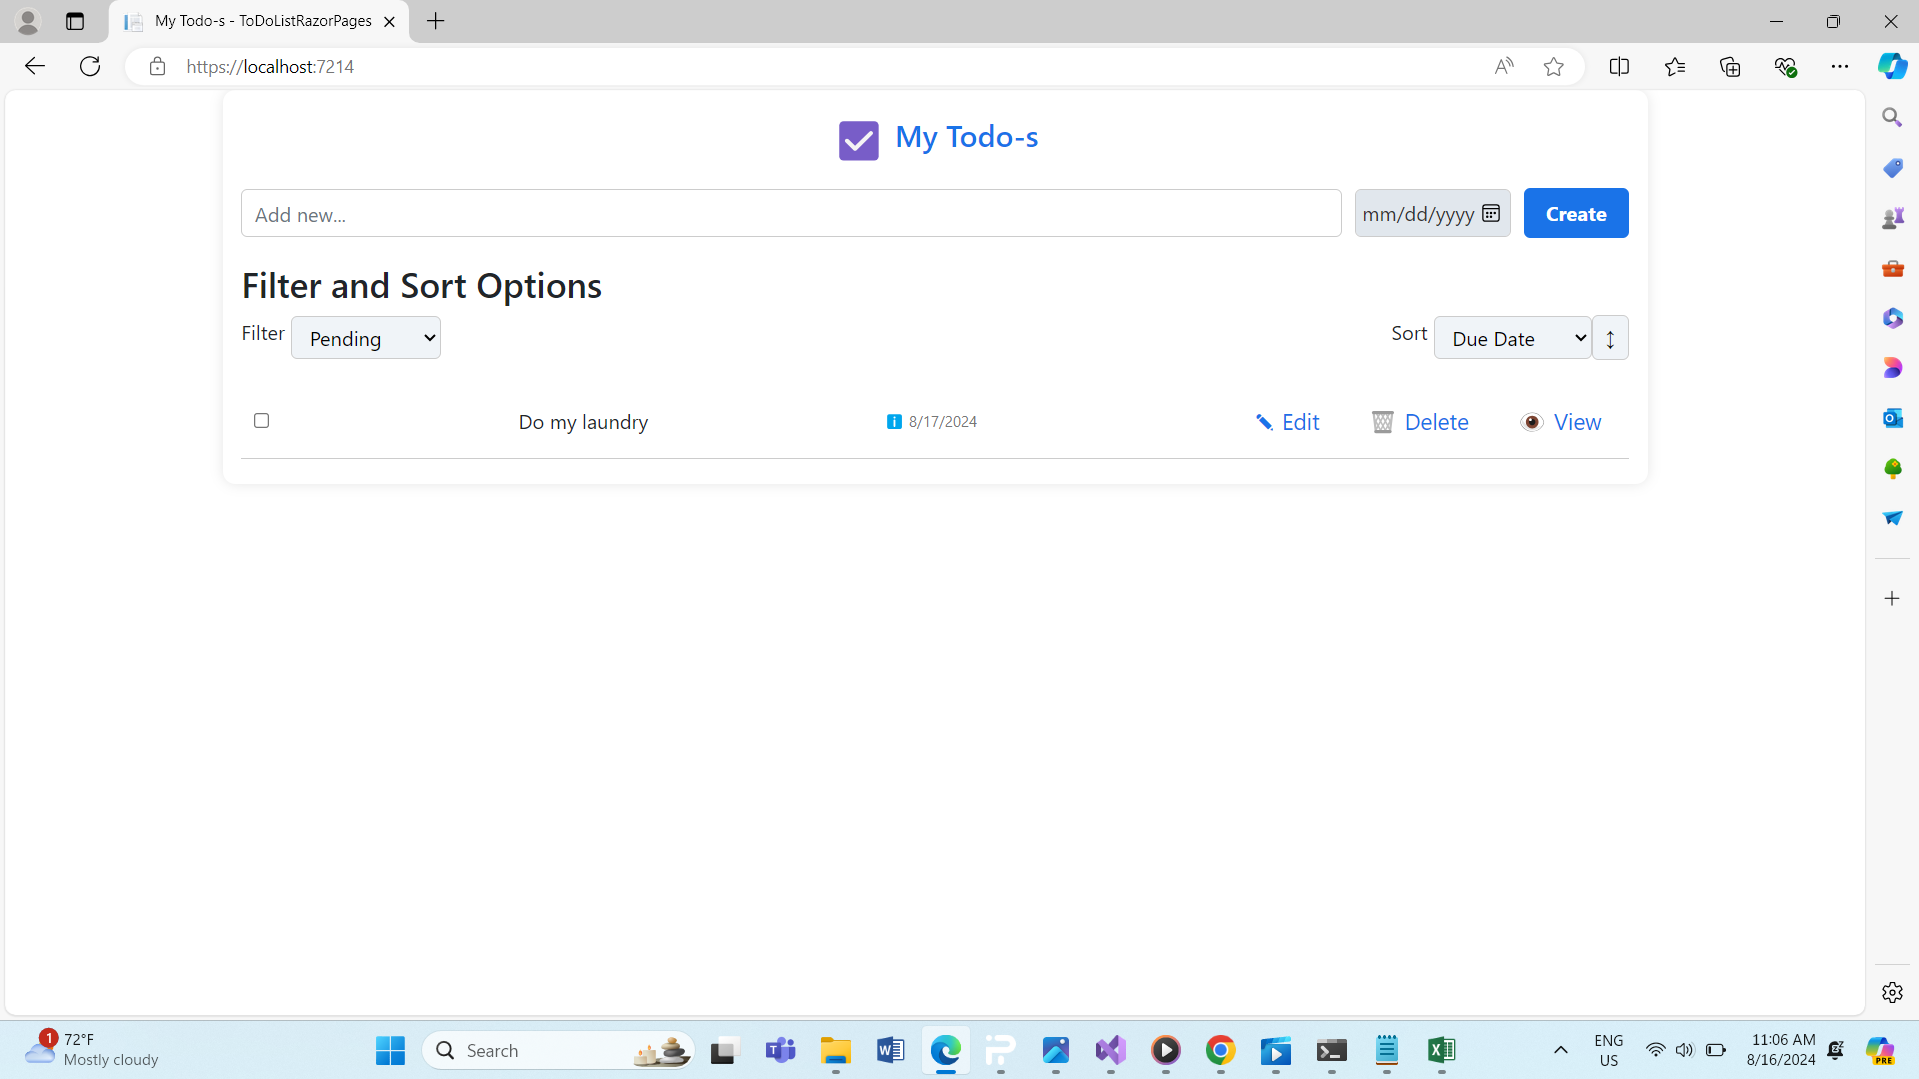 My Todo-s - ToDoListRazorPages
https://localhost:7214
My Todo-s
Add new...
mm/dd/yyyy
Create
Filter and Sort Options
Filter
Pending
Sort
Due Date
Do my laundry
8/17/2024
Edit
Delete
View
1
72°F
Mostly cloudy
Search
ENG
US
11:06 AM
8/16/2024
PRE